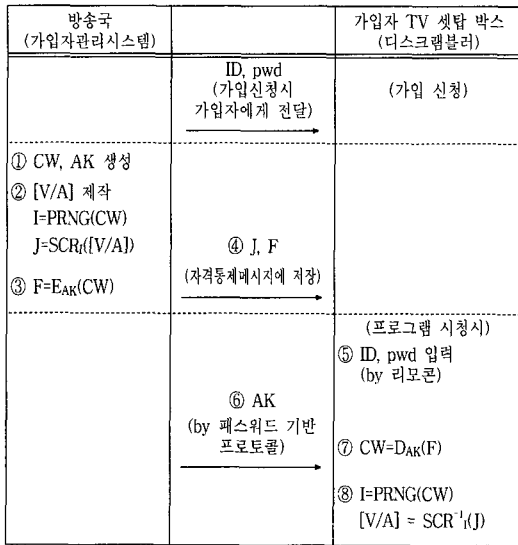 방송국
(가입자관리시스템)
가입자 TV 셋탑 박스
(디스크램블러)
ID, pwd
(가입신청시
가입자에게 전달)
(가입 신청)
① CW, AK 생성
② [V/A] 제작
I=PRNG(CW)
J=SCR_I([V/A])
③ F=E_AK(CW)
④ J, F
(자격통제메시지에 저장)
(프로그램 시청시)
⑤ ID, pwd 입력
(by 리모콘)
⑥ AK
(by 패스워드 기반
프로토콜)
⑦ CW=D_AK(F)
⑧ I=PRNG(CW)
[V/A] = SCR⁻¹_I(J)